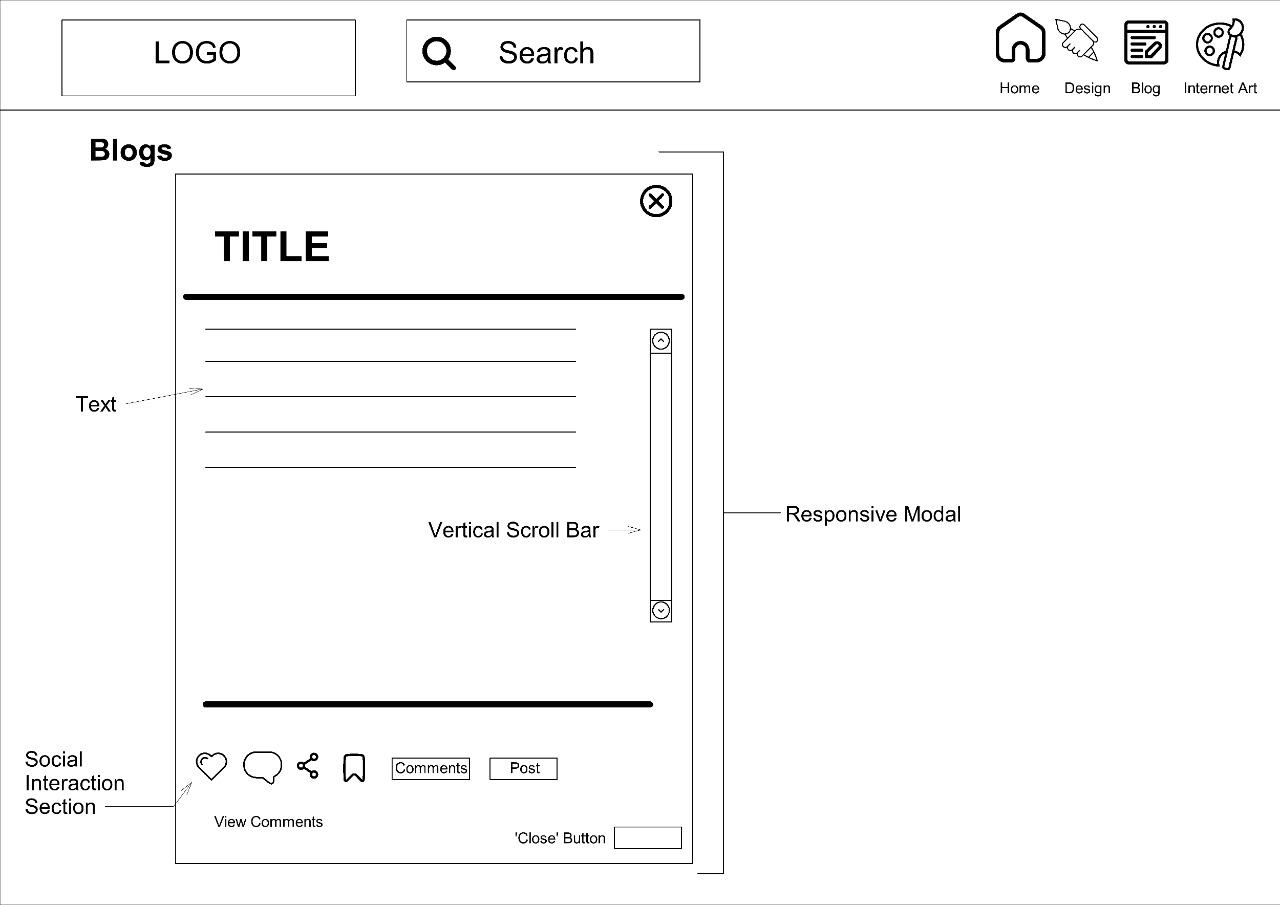 LOGO
Search
Home
Design
Blog
Internet Art
Blogs
TITLE
Text
Vertical Scroll Bar
Responsive Modal
Social
Interaction
Section
Comments
Post
View Comments
'Close' Button